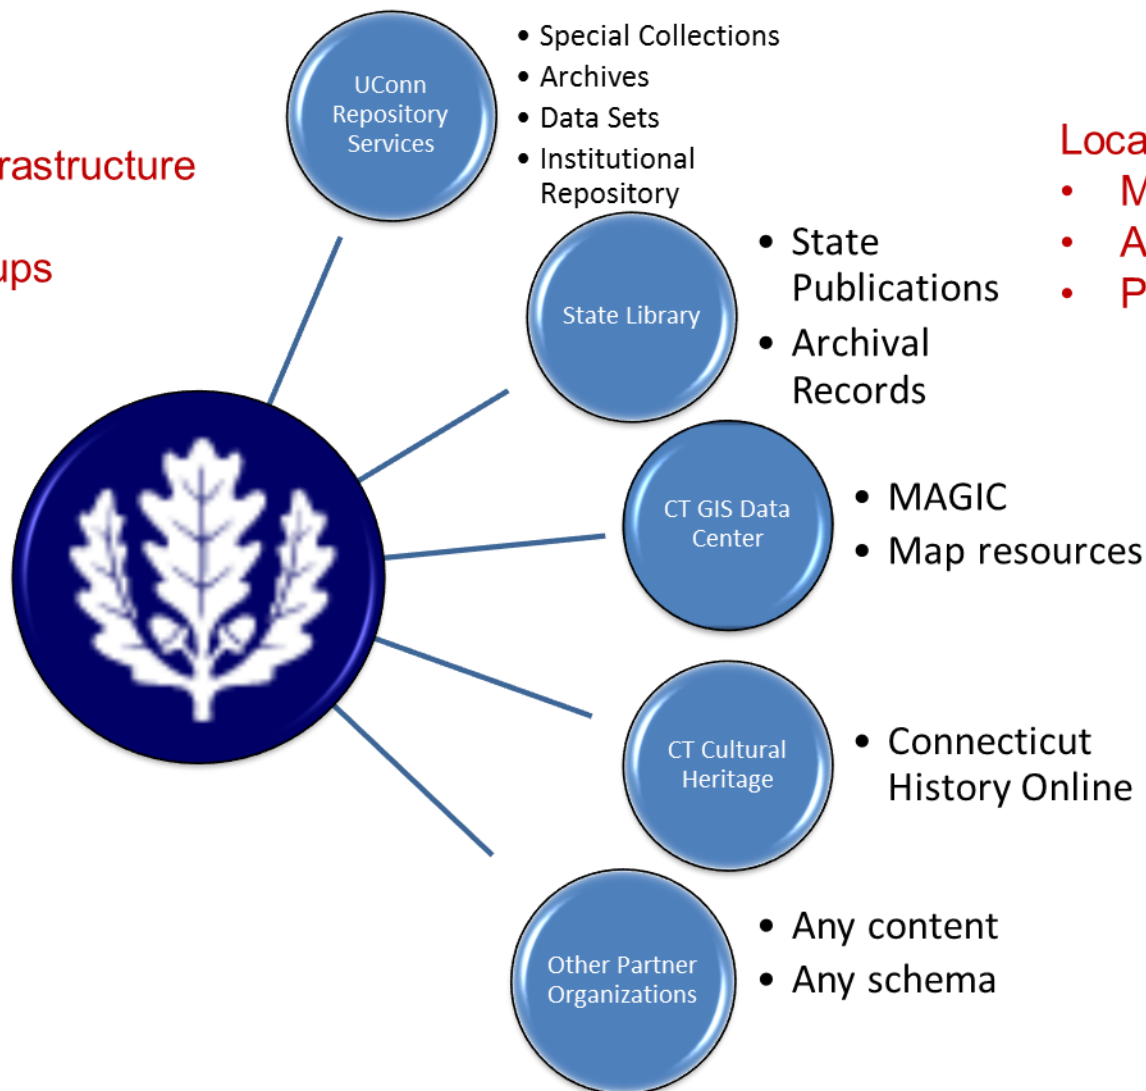 rastructure
ups
UConn
Repository
Services
• Special Collections
• Archives
• Data Sets
• Institutional
Repository
Loca
• M
• A
• P
State Library
• State
Publications
• Archival
Records
CT GIS Data
Center
• MAGIC
• Map resources
CT Cultural
Heritage
• Connecticut
History Online
Other Partner
Organizations
• Any content
• Any schema